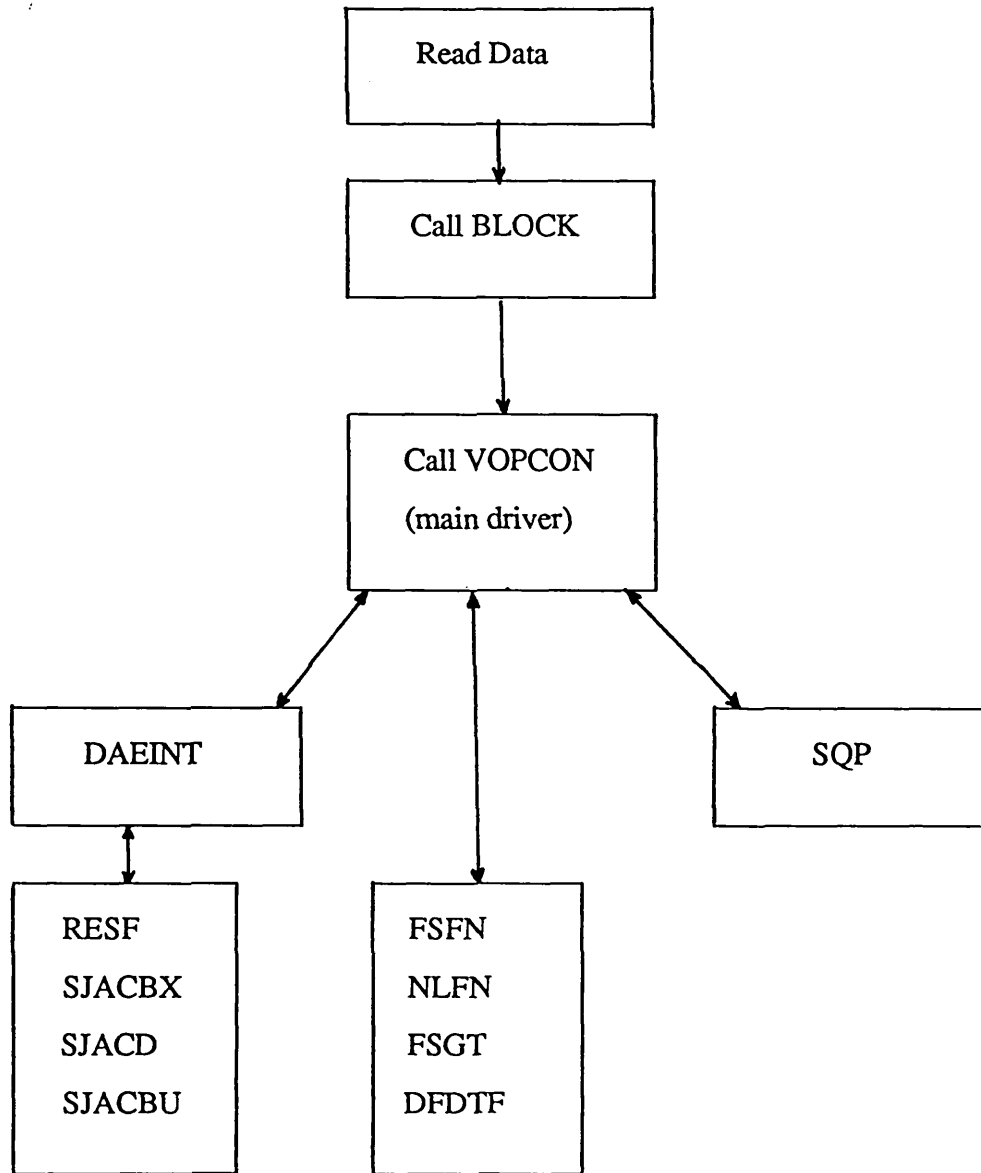 Read Data
Call BLOCK
Call VOPCON
(main driver)
DAEINT
SQP
RESF
SJACBX
SJACD
SJACBU
FSFN
NLFN
FSGT
DFDTF